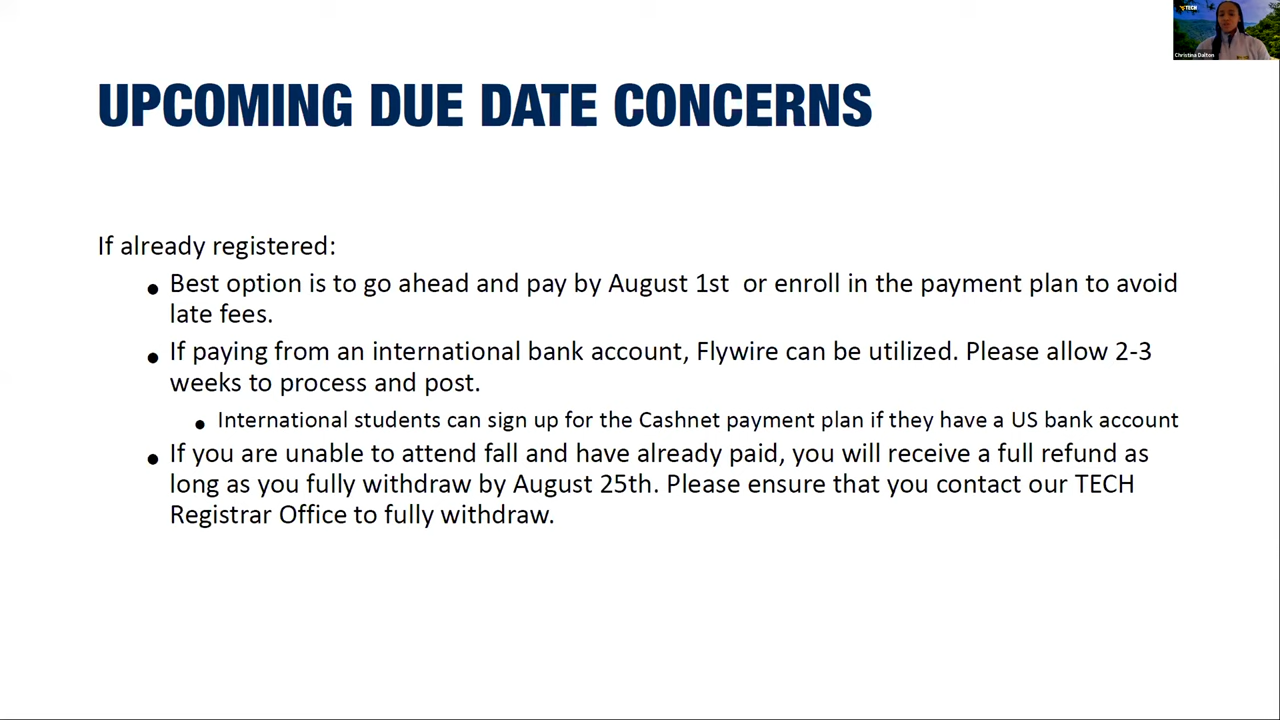 TECH
Christina Dalton
UPCOMING DUE DATE CONCERNS
If already registered:
• Best option is to go ahead and pay by August 1st or enroll in the payment plan to avoid
late fees.
• If paying from an international bank account, Flywire can be utilized. Please allow 2-3
weeks to process and post.
• International students can sign up for the Cashnet payment plan if they have a US bank account
• If you are unable to attend fall and have already paid, you will receive a full refund as
long as you fully withdraw by August 25th. Please ensure that you contact our TECH
Registrar Office to fully withdraw.